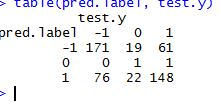 > table(pred.label, test.y)
test.y
pred.label -1 0 1
-1 171 19 61
0 0 1 1
1 76 22 148
>